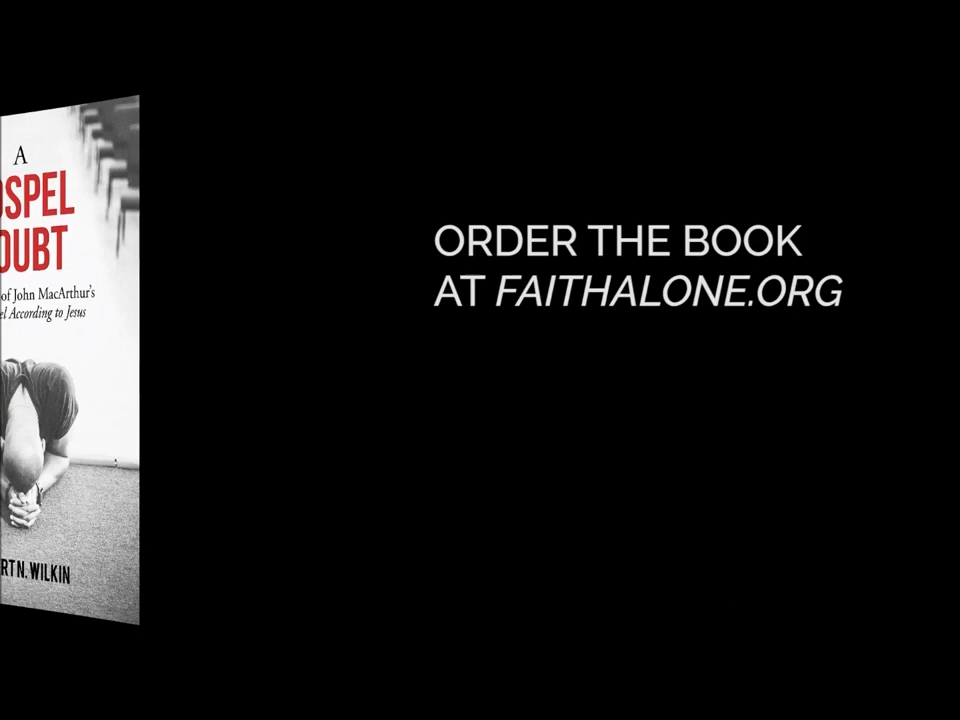 A
OSPEL
OUBT
of John MacArthur's
el According to Jesus
RT N. WILKIN
ORDER THE BOOK
AT FAITHALONE.ORG